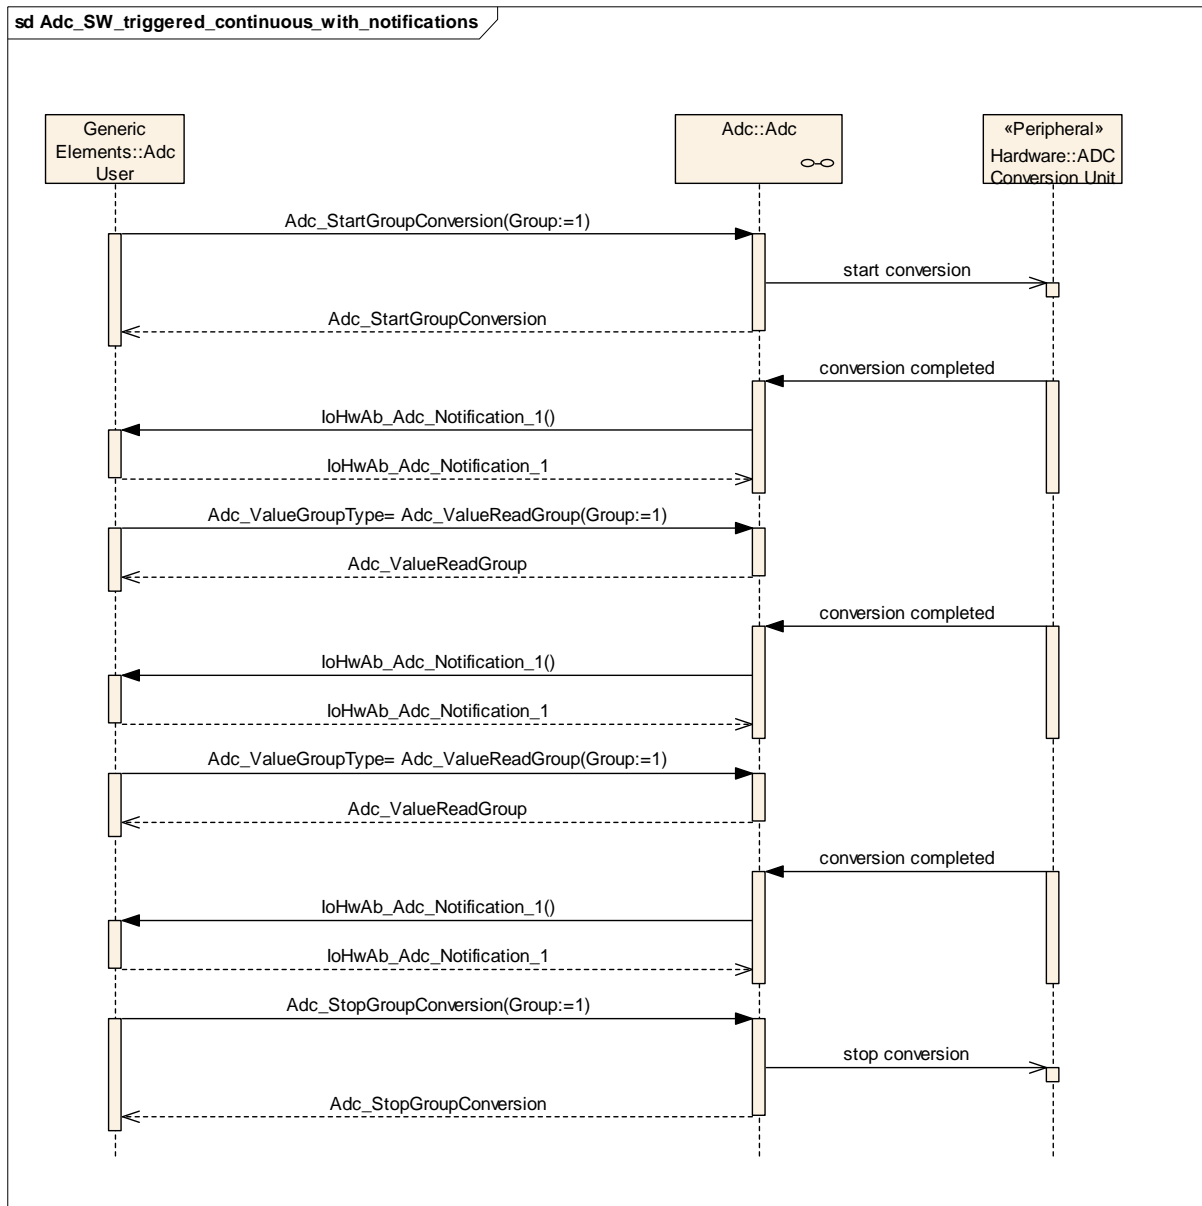 sd Adc_SW_triggered_continuous_with_notifications
Generic
Elements::Adc
User
Adc::Adc
«Peripheral»
Hardware::ADC
Conversion Unit
Adc_StartGroupConversion(Group:=1)
start conversion
Adc_StartGroupConversion
conversion completed
IoHwAb_Adc_Notification_1()
IoHwAb_Adc_Notification_1
Adc_ValueGroupType= Adc_ValueReadGroup(Group:=1)
Adc_ValueReadGroup
conversion completed
IoHwAb_Adc_Notification_1()
IoHwAb_Adc_Notification_1
Adc_ValueGroupType= Adc_ValueReadGroup(Group:=1)
Adc_ValueReadGroup
conversion completed
IoHwAb_Adc_Notification_1()
IoHwAb_Adc_Notification_1
Adc_StopGroupConversion(Group:=1)
stop conversion
Adc_StopGroupConversion